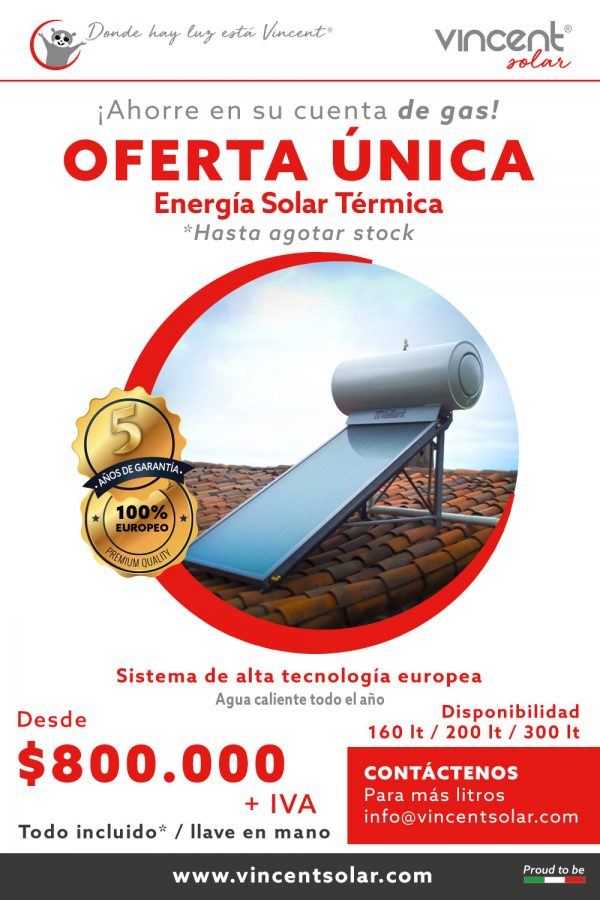 Donde hay luz está Vincent®
vincent®
solar
¡Ahorre en su cuenta de gas!
OFERTA ÚNICA
Energía Solar Térmica
*Hasta agotar stock
5
AÑOS DE GARANTÍA
100%
EUROPEO
PREMIUM QUALITY
Sistema de alta tecnología europea
Agua caliente todo el año
Desde
$800.000
+ IVA
Todo incluido* / llave en mano
Disponibilidad
160 lt / 200 lt / 300 lt
CONTÁCTENOS
Para más litros
info@vincentsolar.com
www.vincentsolar.com
Proud to be